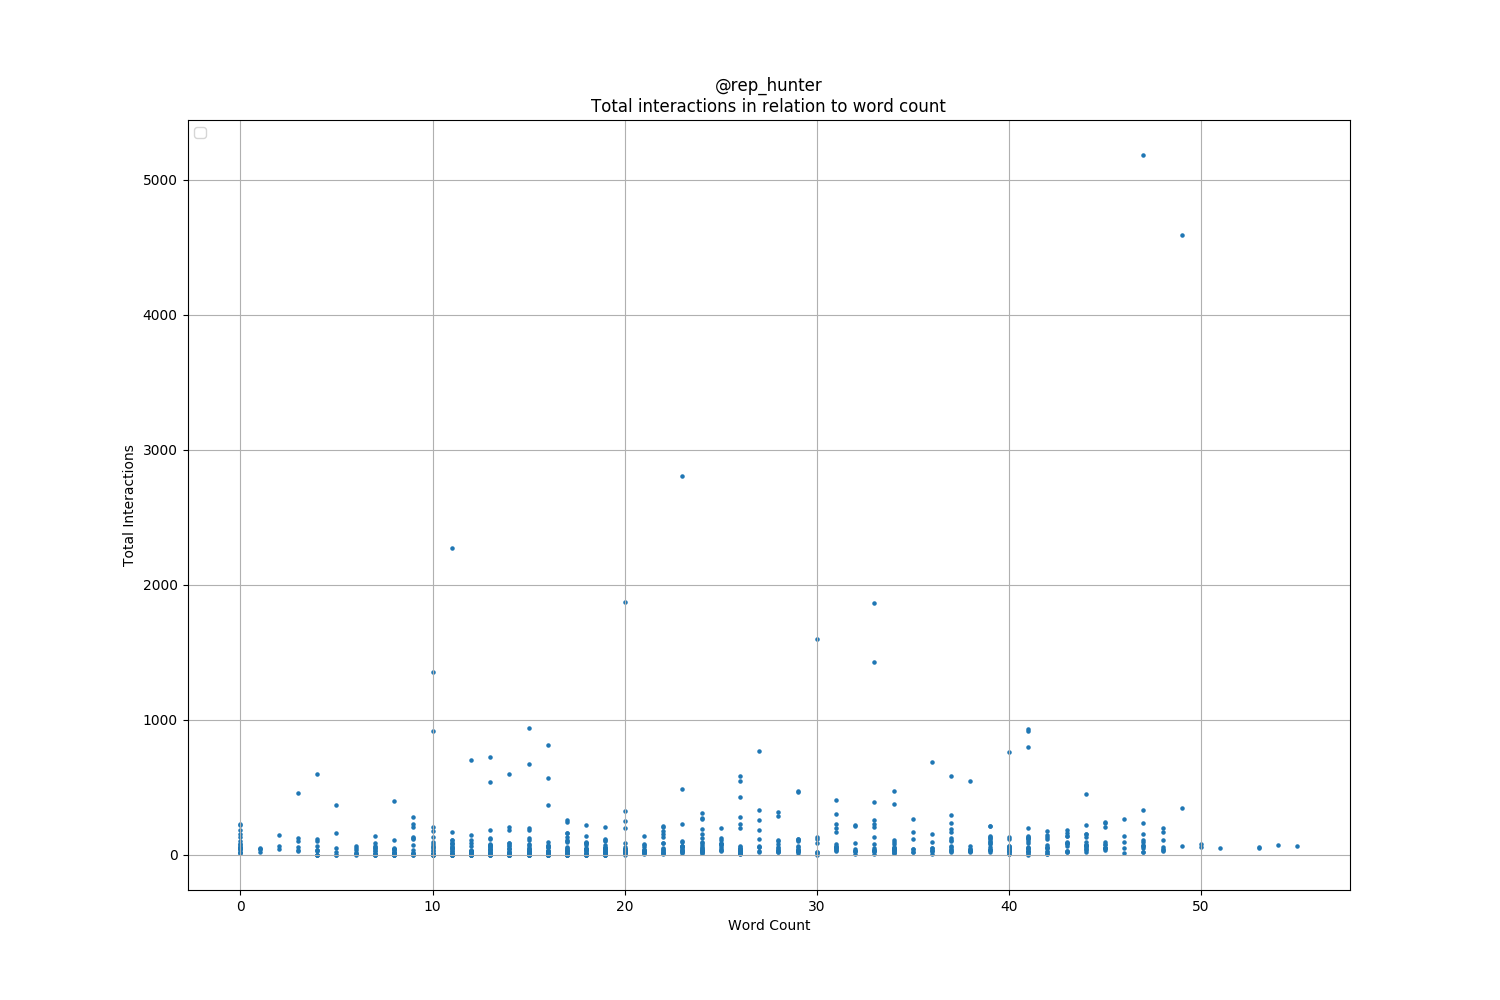 @rep_hunter
Total interactions in relation to word count
5000
4000
3000
2000
1000
0
Total Interactions
0 10 20 30 40 50
Word Count